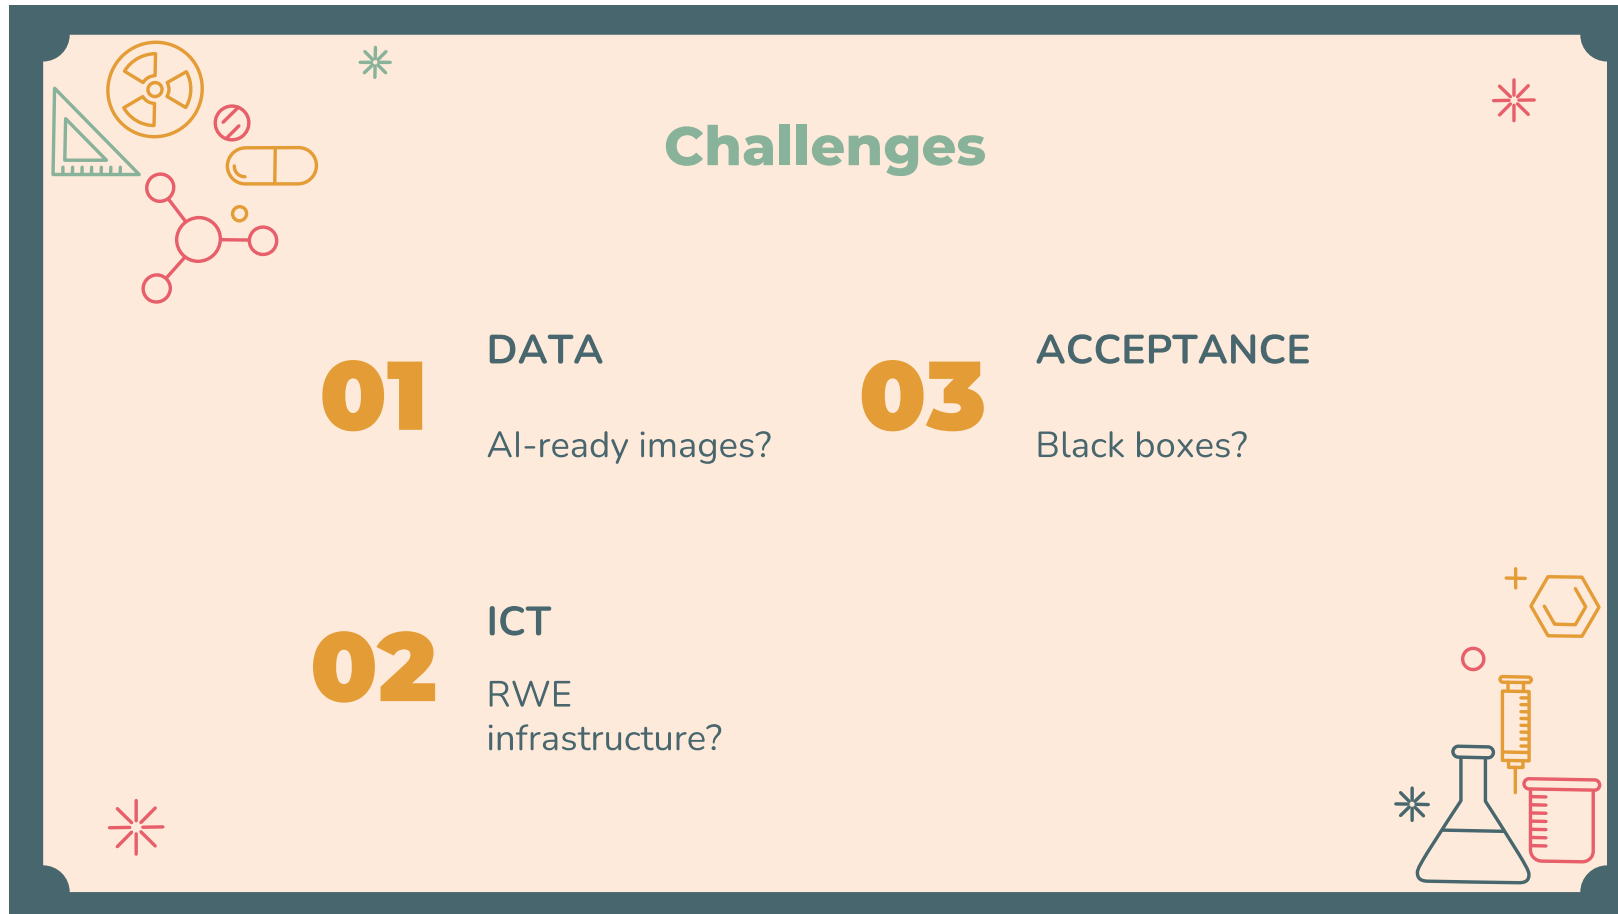 Challenges
01
DATA
AI-ready images?
02
ICT
RWE
infrastructure?
03
ACCEPTANCE
Black boxes?